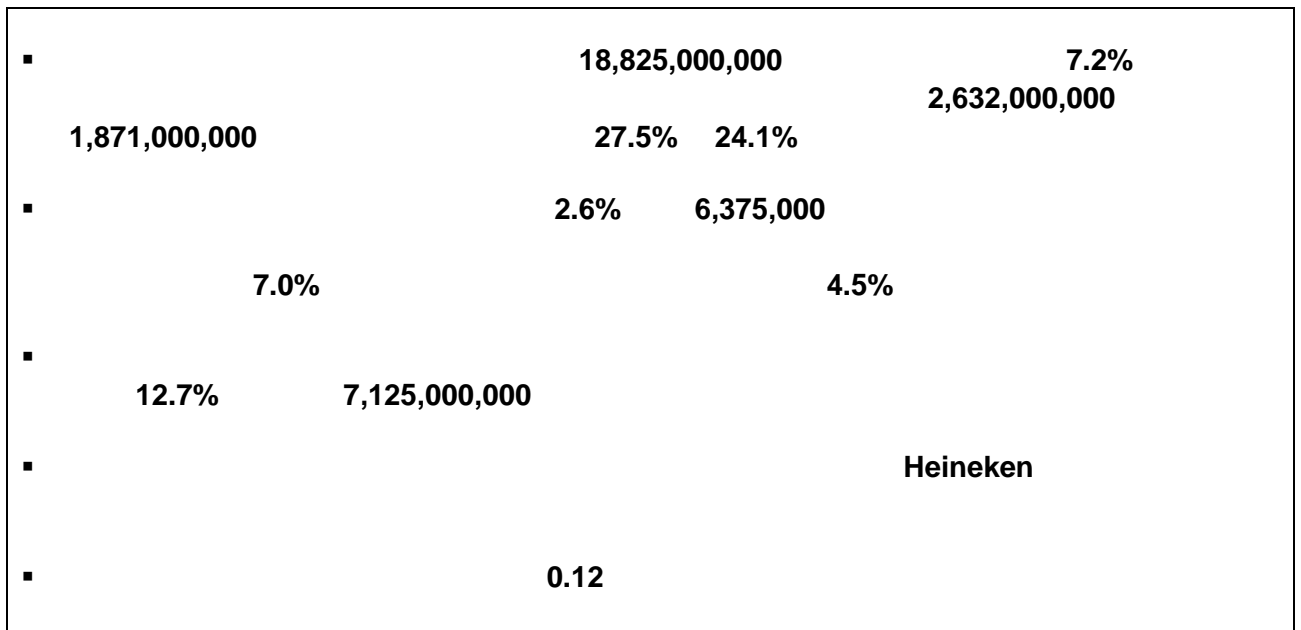 ▪ 18,825,000,000 7.2%
2,632,000,000
1,871,000,000 27.5% 24.1%
▪ 2.6% 6,375,000
7.0% 4.5%
▪
12.7% 7,125,000,000
▪ Heineken
▪ 0.12